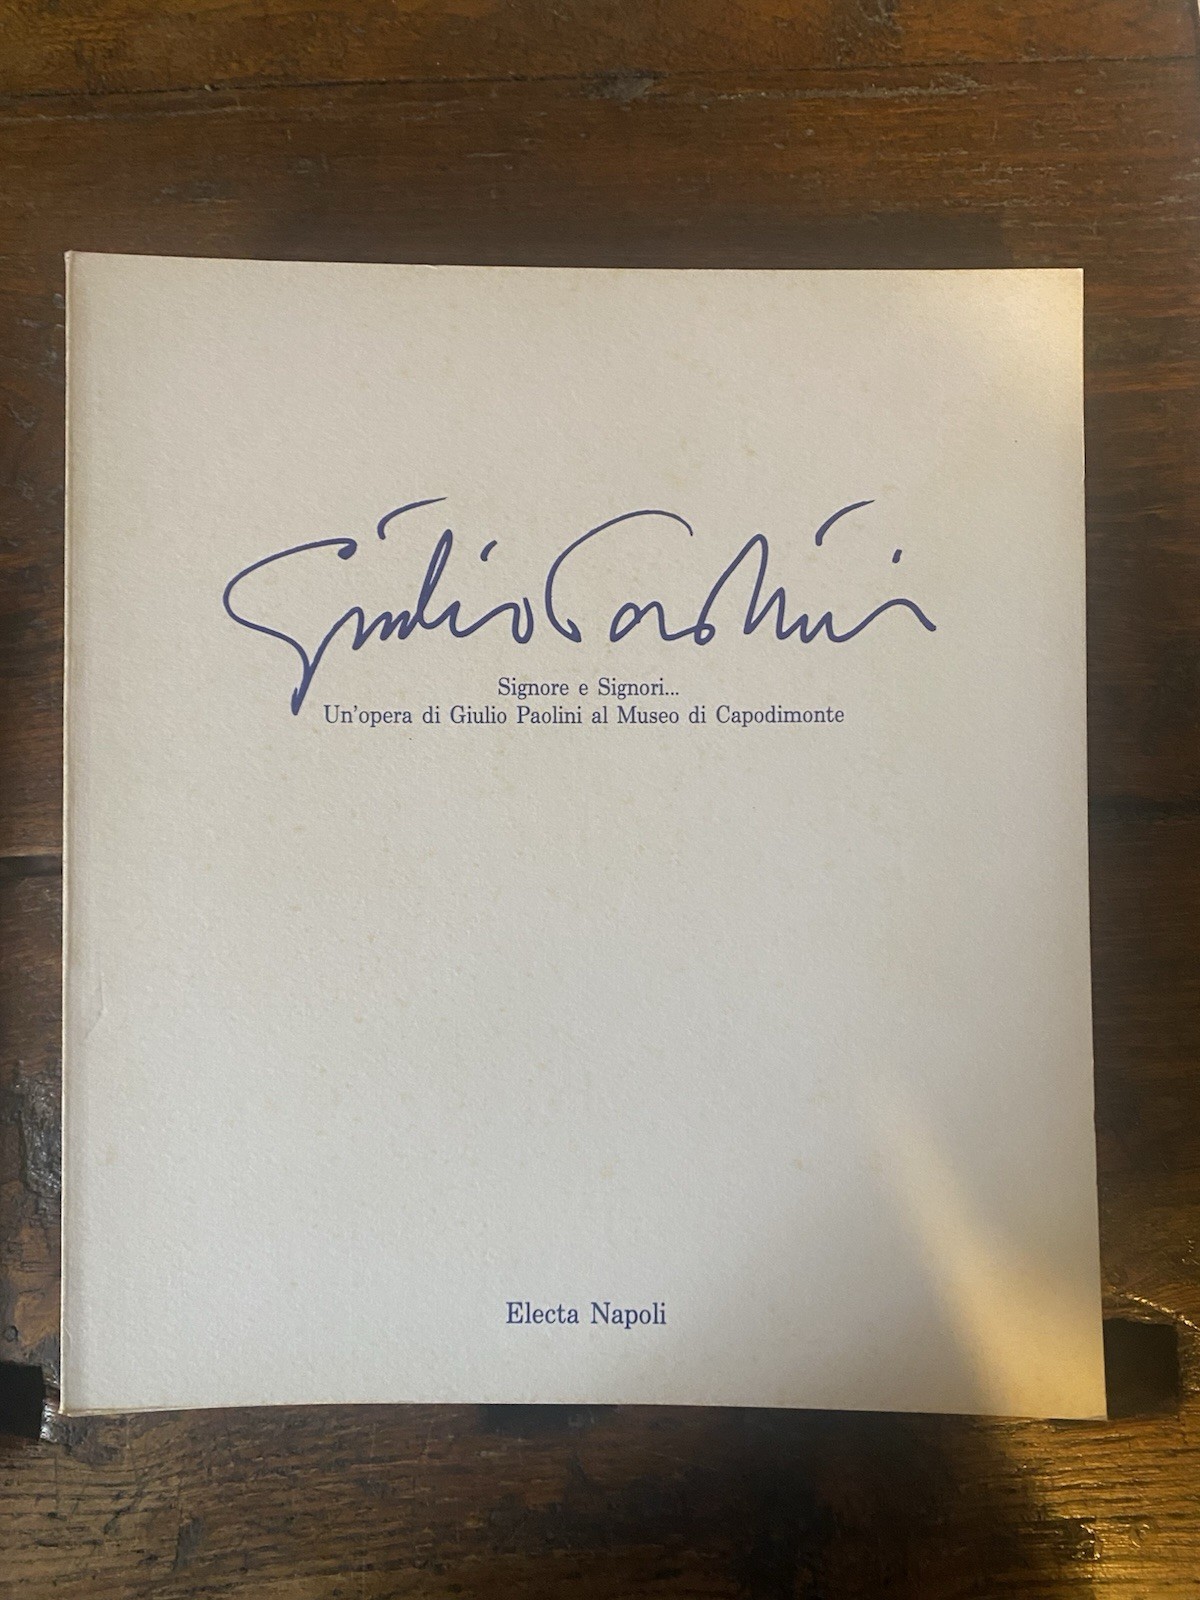 Giulio Paolini
Signore e Signori...
Un'opera di Giulio Paolini al Museo di Capodimonte
Electa Napoli